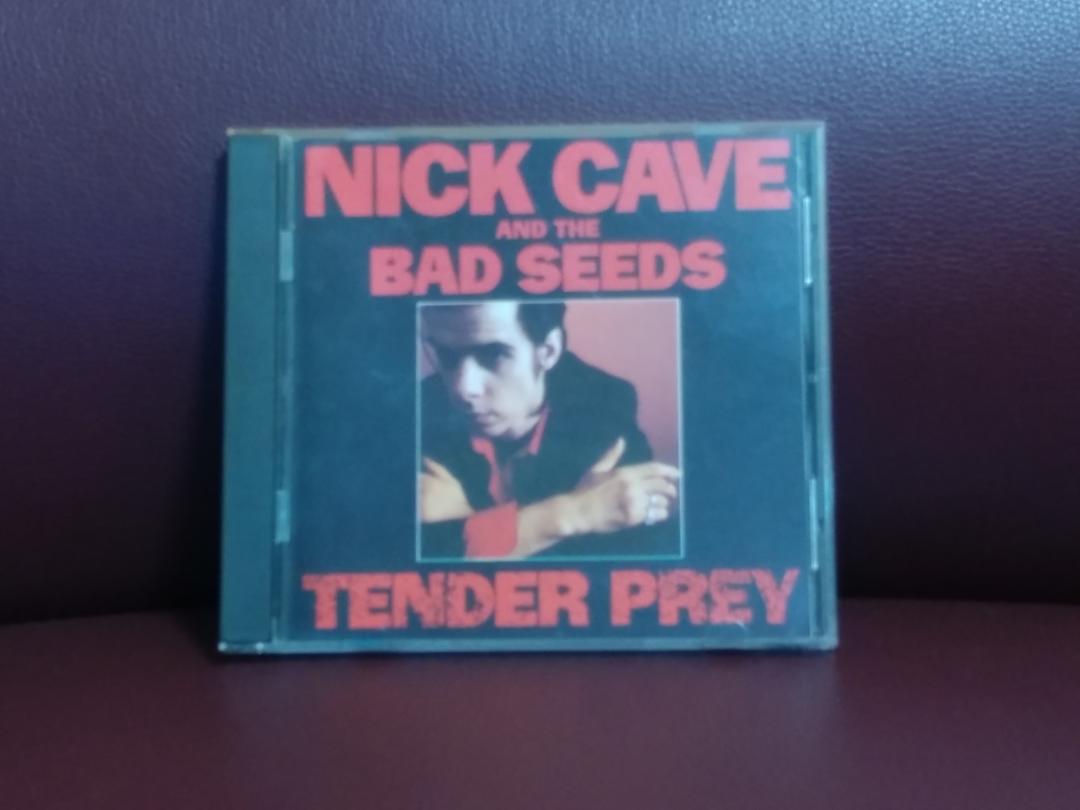 NICK CAVE
AND THE
BAD SEEDS
TENDER PREY